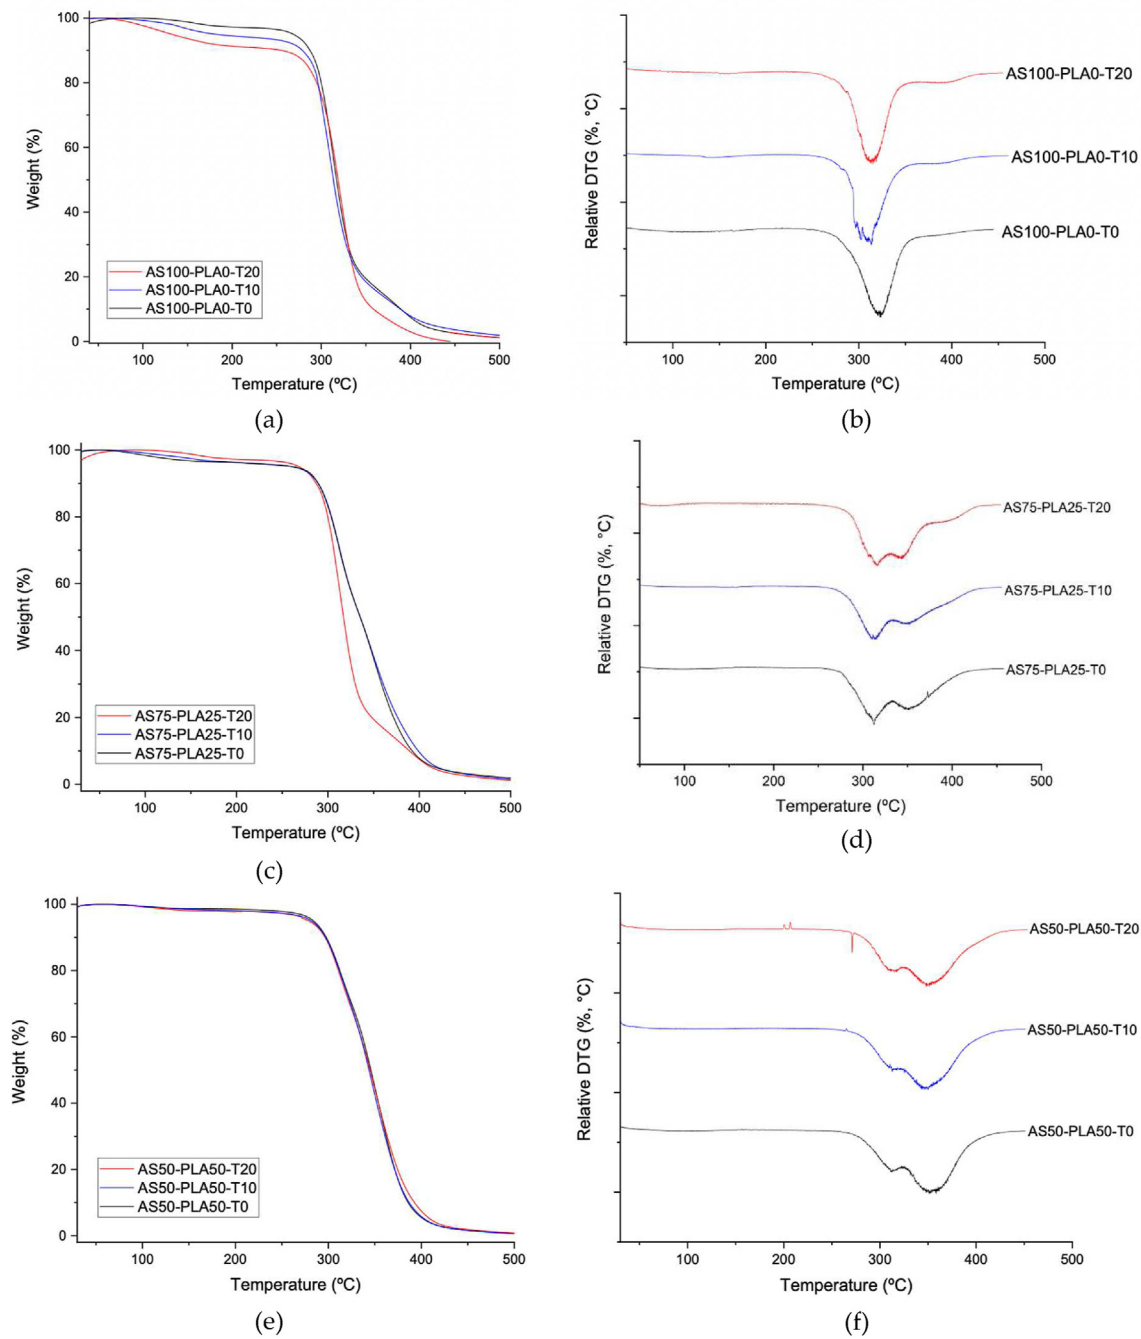 100
80
60
40
20
0
Weight (%)
AS100-PLA0-T20
AS100-PLA0-T10
AS100-PLA0-T0
100
200
300
400
500
Temperature (ºC)
(a)
Relative DTG (%, °C)
AS100-PLA0-T20
AS100-PLA0-T10
AS100-PLA0-T0
100
200
300
400
500
Temperature (ºC)
(b)
100
80
60
40
20
0
Weight (%)
AS75-PLA25-T20
AS75-PLA25-T10
AS75-PLA25-T0
100
200
300
400
500
Temperature (ºC)
(c)
Relative DTG (%, °C)
AS75-PLA25-T20
AS75-PLA25-T10
AS75-PLA25-T0
100
200
300
400
500
Temperature (ºC)
(d)
100
80
60
40
20
0
Weight (%)
AS50-PLA50-T20
AS50-PLA50-T10
AS50-PLA50-T0
100
200
300
400
500
Temperature (ºC)
(e)
Relative DTG (%, °C)
AS50-PLA50-T20
AS50-PLA50-T10
AS50-PLA50-T0
100
200
300
400
500
Temperature (ºC)
(f)